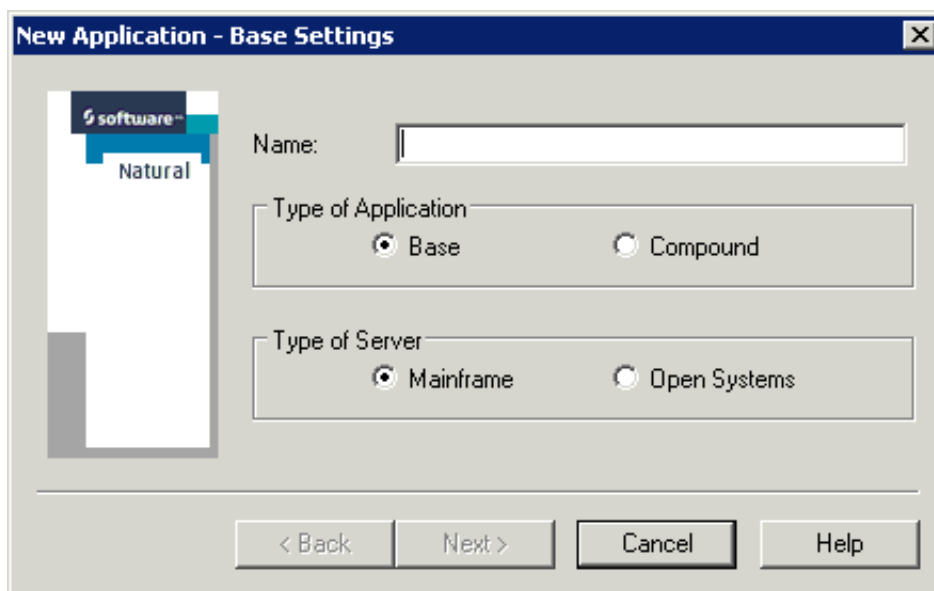 New Application - Base Settings
software
Natural
Name:
Type of Application
Base Compound
Type of Server
Mainframe Open Systems
< Back Next > Cancel Help